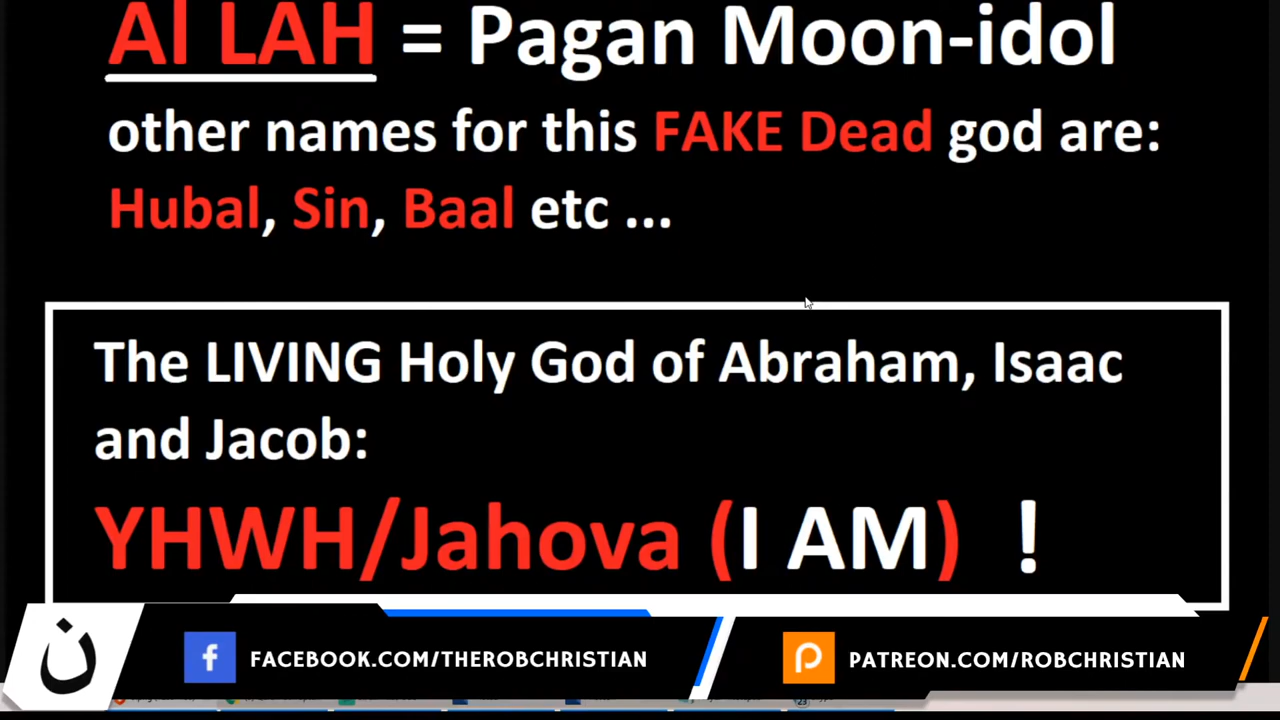 Al LAH = Pagan Moon-idol
other names for this FAKE Dead god are:
Hubal, Sin, Baal etc ...
The LIVING Holy God of Abraham, Isaac
and Jacob:
YHWH/Jahova (I AM) !
ن
f FACEBOOK.COM/THEROBCHRISTIAN
PATREON.COM/ROBCHRISTIAN